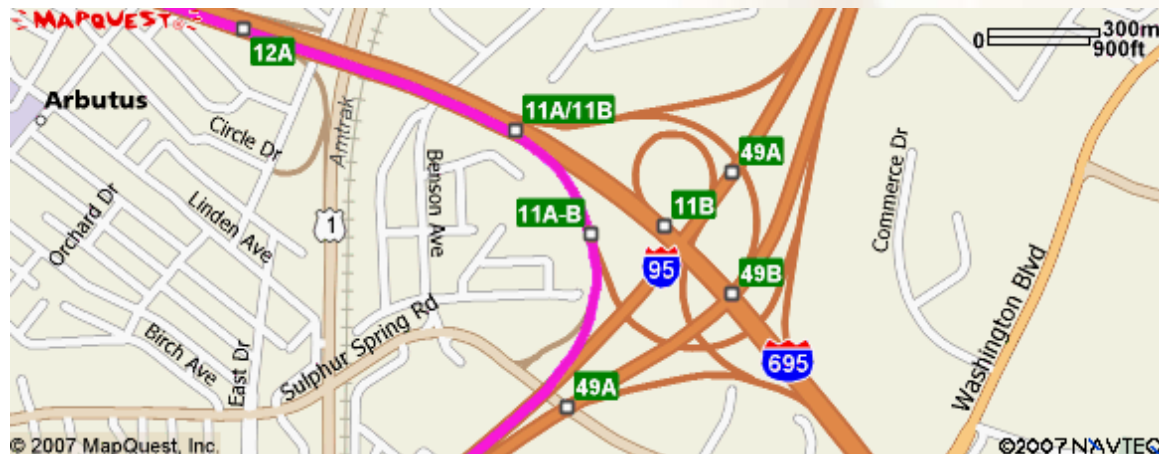 MAPQUEST
12A
Arbutus
Circle Dr
Amtrak
Linden Ave
Orchard Dr
1
Benson Ave
11A/11B
11A-B
49A
11B
95
49B
695
49A
Commerce Dr
Washington Blvd
Birch Ave
East Dr
Sulphur Spring Rd
0
300m
900ft
© 2007 MapQuest, Inc.
©2007 NAVTEQ